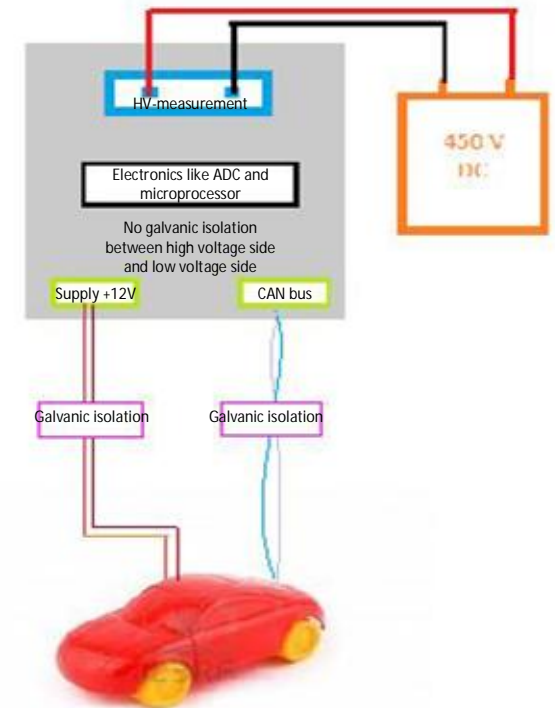 HV-measurement
450 V
DC
Electronics like ADC and
microprocessor
No galvanic isolation
between high voltage side
and low voltage side
Supply +12V
CAN bus
Galvanic isolation
Galvanic isolation